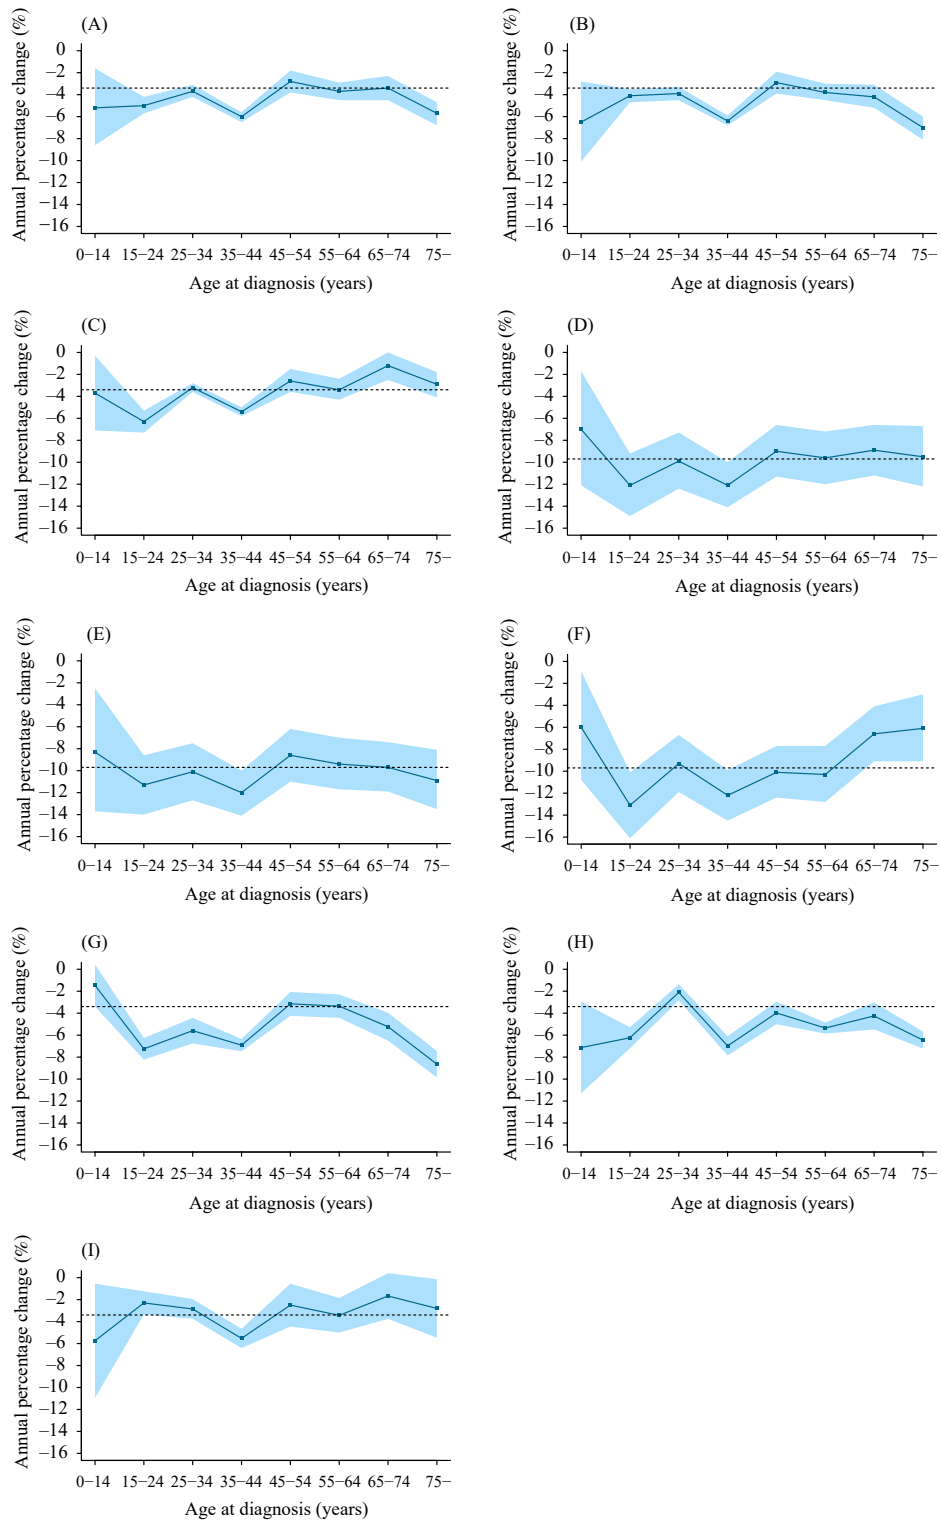 (A)
Annual percentage change (%)
0
−2
−4
−6
−8
−10
−12
−14
−16
0−14 15−24 25−34 35−44 45−54 55−64 65−74 75−
Age at diagnosis (years)
(B)
Annual percentage change (%)
0
−2
−4
−6
−8
−10
−12
−14
−16
0−14 15−24 25−34 35−44 45−54 55−64 65−74 75−
Age at diagnosis (years)
(C)
Annual percentage change (%)
0
−2
−4
−6
−8
−10
−12
−14
−16
0−14 15−24 25−34 35−44 45−54 55−64 65−74 75−
Age at diagnosis (years)
(D)
Annual percentage change (%)
0
−2
−4
−6
−8
−10
−12
−14
−16
0−14 15−24 25−34 35−44 45−54 55−64 65−74 75−
Age at diagnosis (years)
(E)
Annual percentage change (%)
0
−2
−4
−6
−8
−10
−12
−14
−16
0−14 15−24 25−34 35−44 45−54 55−64 65−74 75−
Age at diagnosis (years)
(F)
Annual percentage change (%)
0
−2
−4
−6
−8
−10
−12
−14
−16
0−14 15−24 25−34 35−44 45−54 55−64 65−74 75−
Age at diagnosis (years)
(G)
Annual percentage change (%)
0
−2
−4
−6
−8
−10
−12
−14
−16
0−14 15−24 25−34 35−44 45−54 55−64 65−74 75−
Age at diagnosis (years)
(H)
Annual percentage change (%)
0
−2
−4
−6
−8
−10
−12
−14
−16
0−14 15−24 25−34 35−44 45−54 55−64 65−74 75−
Age at diagnosis (years)
(I)
Annual percentage change (%)
0
−2
−4
−6
−8
−10
−12
−14
−16
0−14 15−24 25−34 35−44 45−54 55−64 65−74 75−
Age at diagnosis (years)